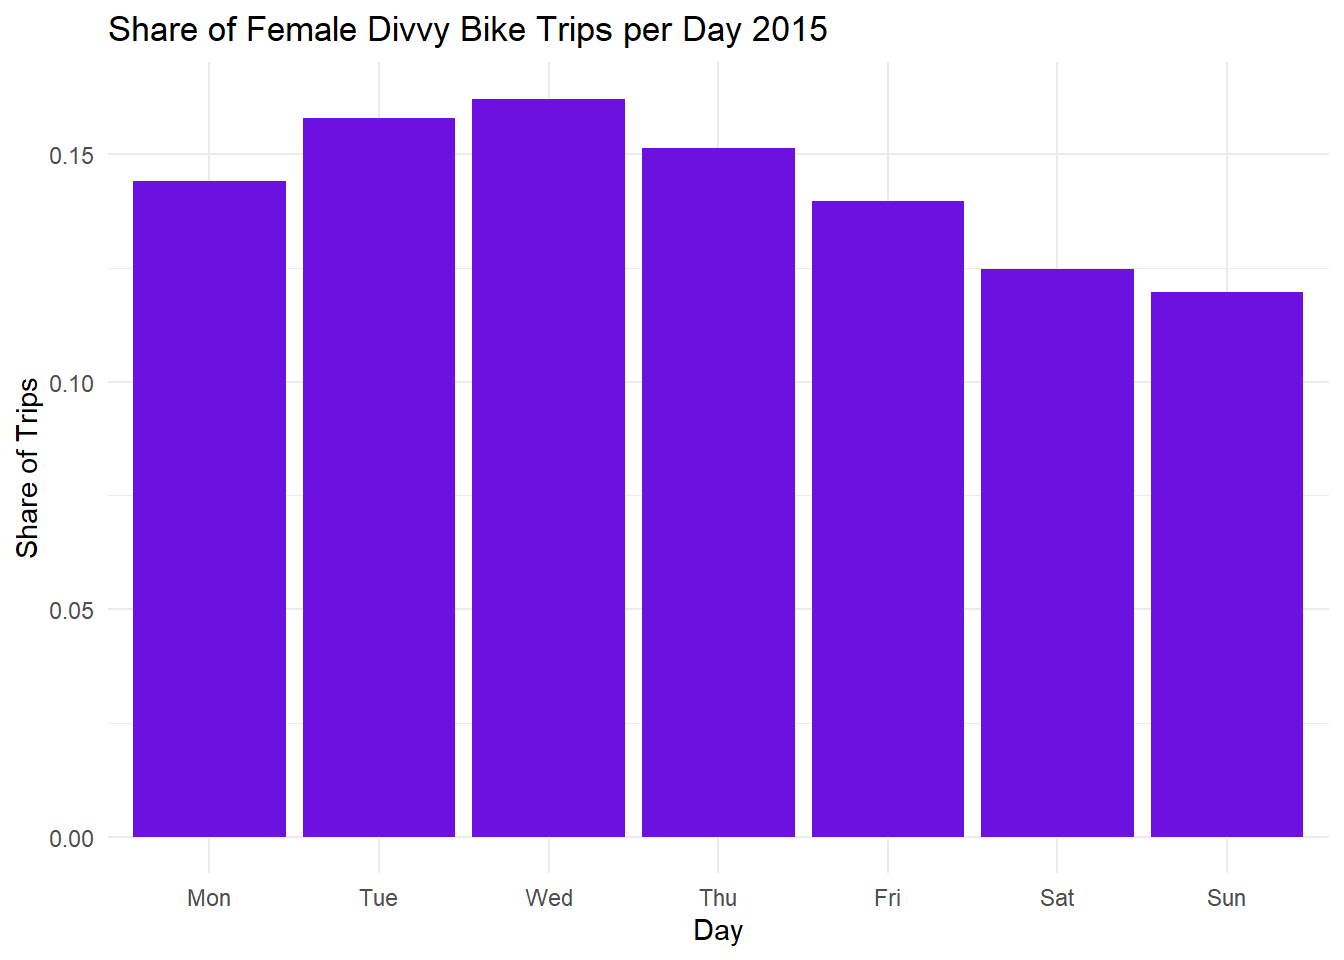 Share of Female Divvy Bike Trips per Day 2015
Share of Trips
0.15
0.10
0.05
0.00
Mon Tue Wed Thu Fri Sat Sun
Day